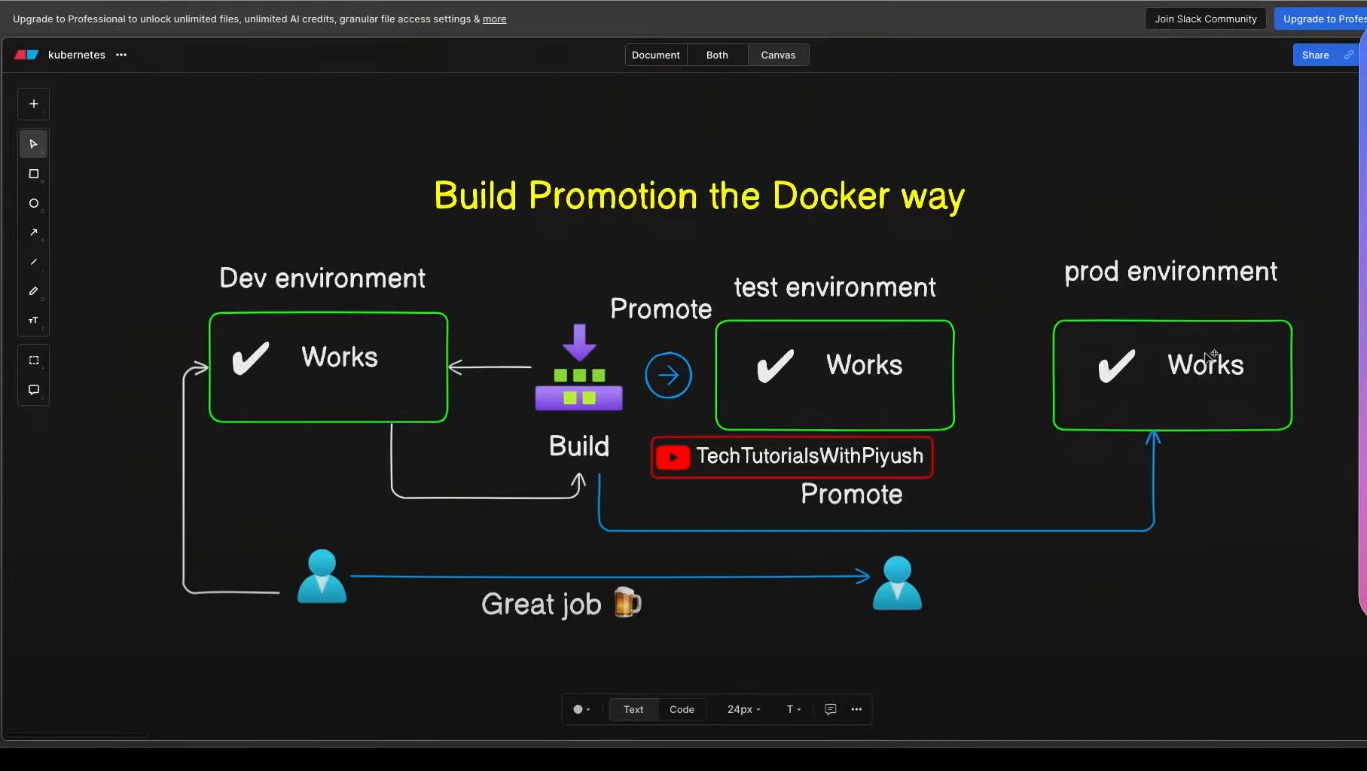 Upgrade to Professional to unlock unlimited files, unlimited AI credits, granular file access settings & more
Join Slack Community
Upgrade to Profes
kubernetes
Document
Both
Canvas
Share
Build Promotion the Docker way
Dev environment
test environment
prod environment
Promote
✔ Works
✔ Works
✔ Works
Build
TechTutorialsWithPiyush
Promote
Great job 🍺
Text
Code
24px
T